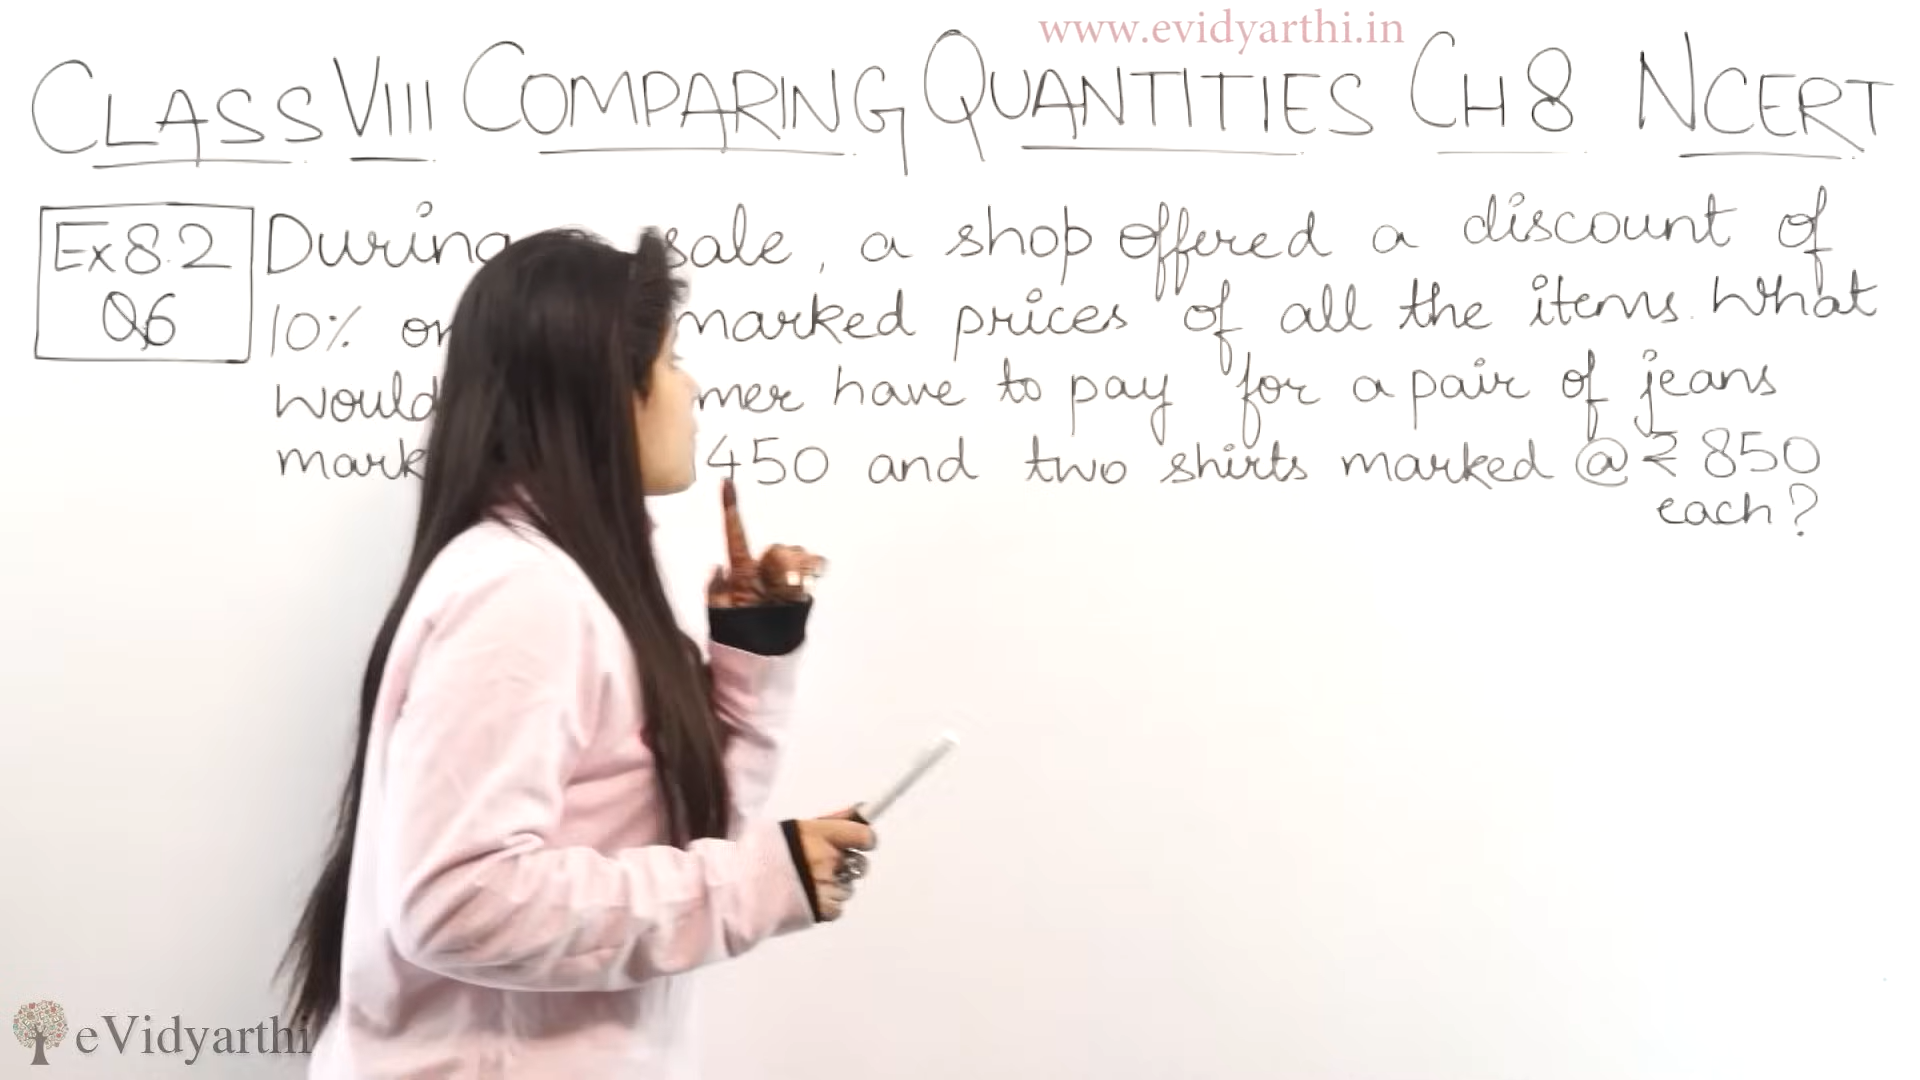 www.evidyarthi.in
CLASS VIII COMPARING QUANTITIES CH 8 NCERT
Ex 8.2
Q6
During sale, a shop offered a discount of
10% on marked prices of all the items. What
would have to pay for a pair of jeans
450 and two shirts marked @ ₹ 850
each?
eVidyarthi